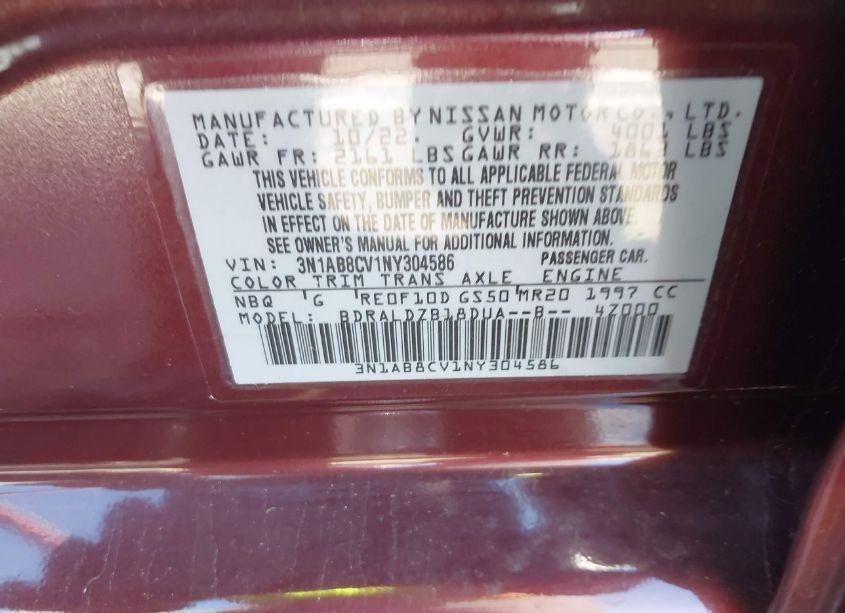 MANUFACTURED BY NISSAN MOTOR CO., LTD.
DATE: 10/22. GVWR: 4001 LBS
GAWR FR: 2161 LBS GAWR RR: 1863 LBS
THIS VEHICLE CONFORMS TO ALL APPLICABLE FEDERAL MOTOR
VEHICLE SAFETY, BUMPER AND THEFT PREVENTION STANDARDS
IN EFFECT ON THE DATE OF MANUFACTURE SHOWN ABOVE.
SEE OWNER'S MANUAL FOR ADDITIONAL INFORMATION.
VIN: 3N1AB8CV1NY304586 PASSENGER CAR.
COLOR TRIM TRANS AXLE ENGINE
NBQ G RE0F10D GS50 MR20 1997 CC
MODEL: BDRALDZB18DUA--B-- 4Z000
3N1AB8CV1NY304586